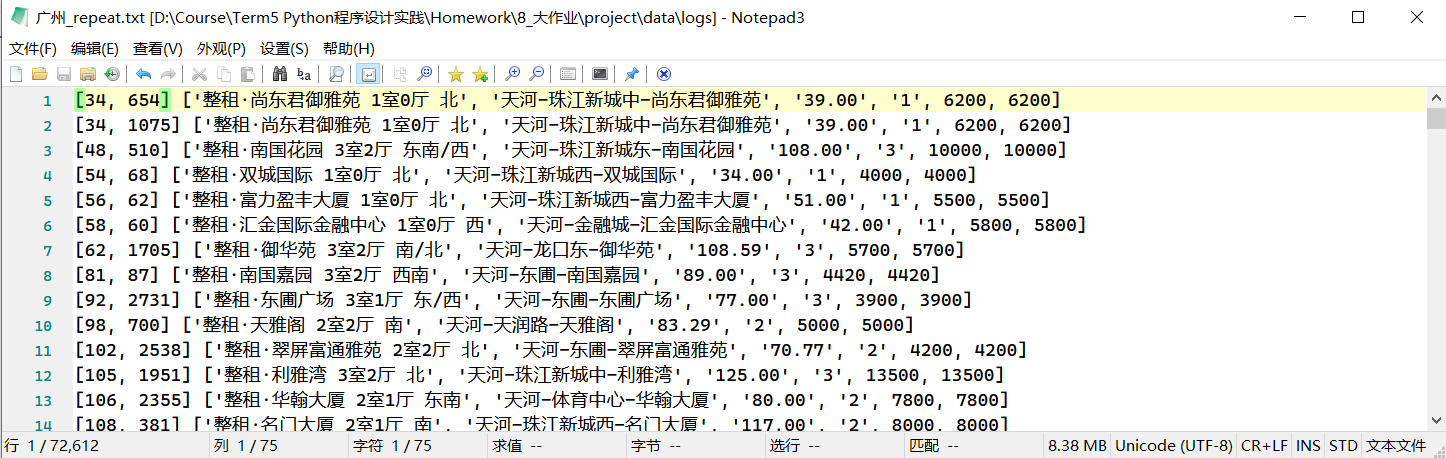 广州_repeat.txt [D:\Course\Term5 Python程序设计实践\Homework\8_大作业\project\data\logs] - Notepad3
文件(F) 编辑(E) 查看(V) 外观(P) 设置(S) 帮助(H)
1 [34, 654] ['整租·尚东君御雅苑 1室0厅 北', '天河-珠江新城中-尚东君御雅苑', '39.00', '1', 6200, 6200]
2 [34, 1075] ['整租·尚东君御雅苑 1室0厅 北', '天河-珠江新城中-尚东君御雅苑', '39.00', '1', 6200, 6200]
3 [48, 510] ['整租·南国花园 3室2厅 东南/西', '天河-珠江新城东-南国花园', '108.00', '3', 10000, 10000]
4 [54, 68] ['整租·双城国际 1室0厅 北', '天河-珠江新城西-双城国际', '34.00', '1', 4000, 4000]
5 [56, 62] ['整租·富力盈丰大厦 1室0厅 北', '天河-珠江新城西-富力盈丰大厦', '51.00', '1', 5500, 5500]
6 [58, 60] ['整租·汇金国际金融中心 1室0厅 西', '天河-金融城-汇金国际金融中心', '42.00', '1', 5800, 5800]
7 [62, 1705] ['整租·御华苑 3室2厅 南/北', '天河-龙口东-御华苑', '108.59', '3', 5700, 5700]
8 [81, 87] ['整租·南国嘉园 3室2厅 西南', '天河-东圃-南国嘉园', '89.00', '3', 4420, 4420]
9 [92, 2731] ['整租·东圃广场 3室1厅 东/西', '天河-东圃-东圃广场', '77.00', '3', 3900, 3900]
10 [98, 700] ['整租·天雅阁 2室2厅 南', '天河-天润路-天雅阁', '83.29', '2', 5000, 5000]
11 [102, 2538] ['整租·翠屏富通雅苑 2室2厅 北', '天河-东圃-翠屏富通雅苑', '70.77', '2', 4200, 4200]
12 [105, 1951] ['整租·利雅湾 3室2厅 北', '天河-珠江新城中-利雅湾', '125.00', '3', 13500, 13500]
13 [106, 2355] ['整租·华翰大厦 2室1厅 东南', '天河-体育中心-华翰大厦', '80.00', '2', 7800, 7800]
14 [108, 381] ['整租·名门大厦 2室1厅 南', '天河-珠江新城西-名门大厦', '117.00', '2', 8000, 8000]
行 1 / 72,612 列 1 / 75 字符 1 / 75 求值 -- 字节 -- 选行 -- 匹配 -- 8.38 MB Unicode (UTF-8) CR+LF INS STD 文本文件